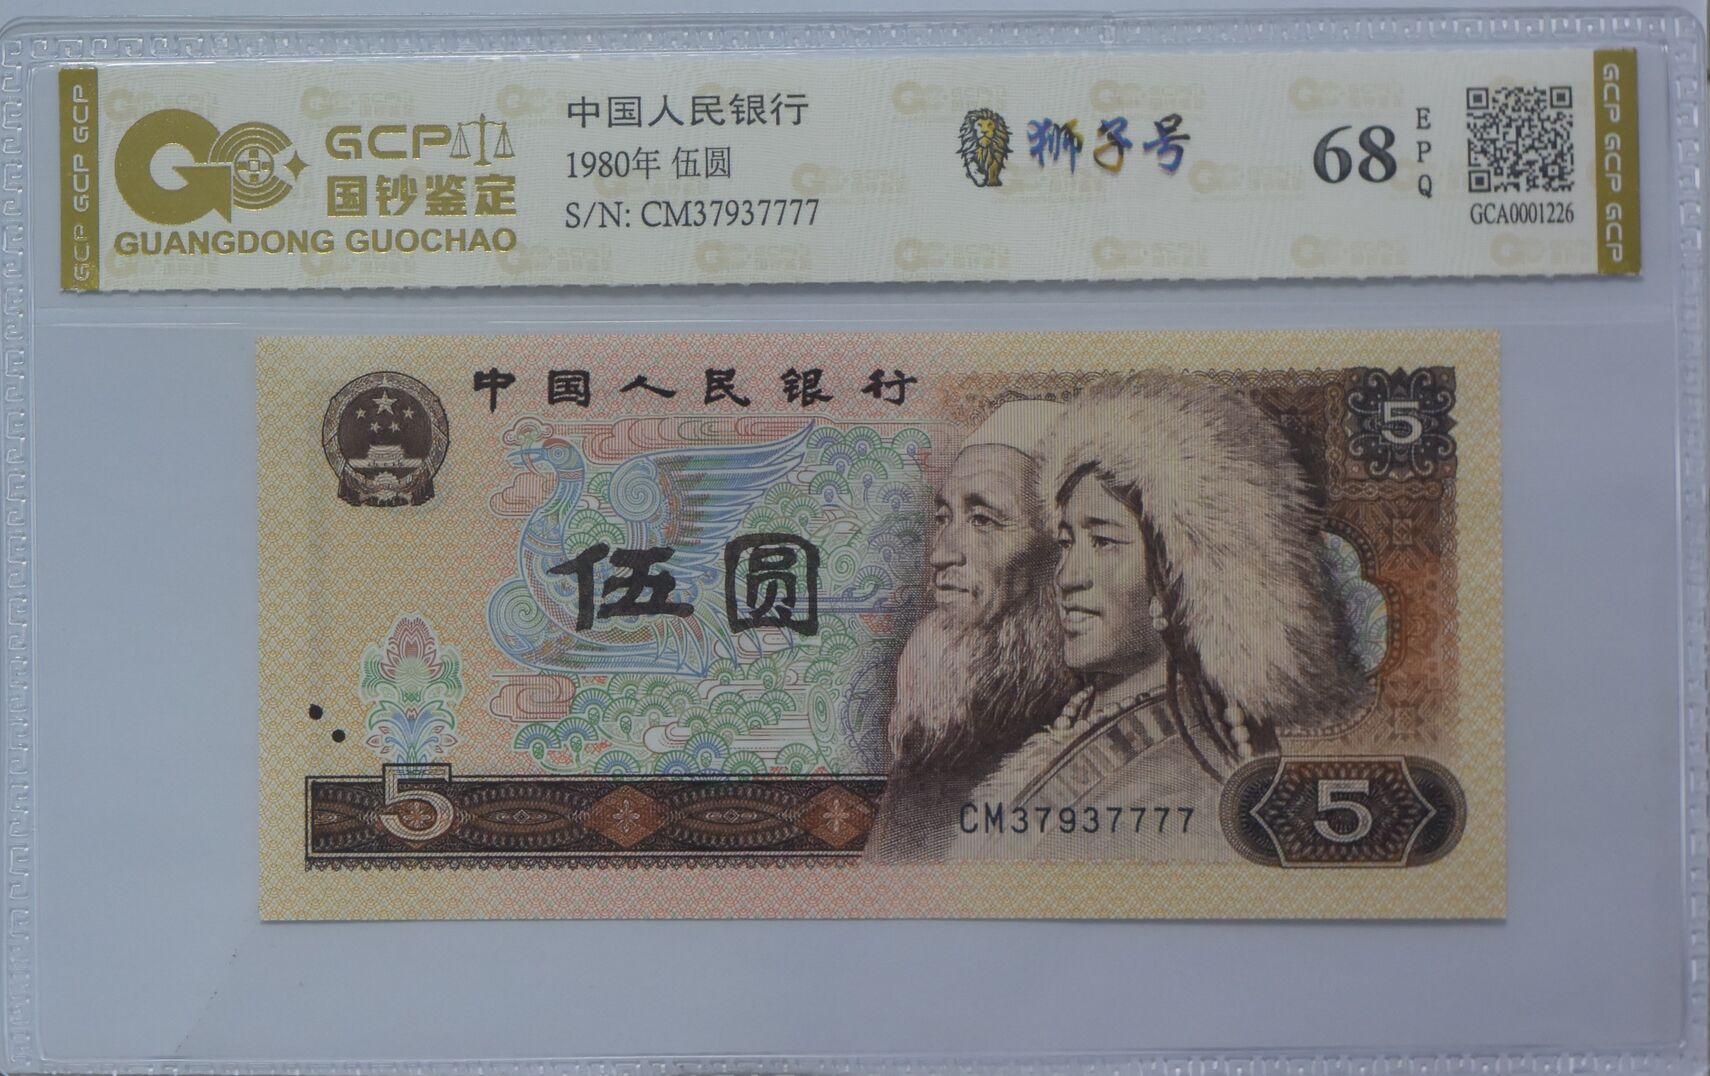 GCP GCP GCP
GCP
国钞鉴定
GUANGDONG GUOCHAO
中国人民银行
1980年 伍圆
S/N: CM37937777
狮子号
68
EPQ
GCA0001226
GCP GCP GCP
中国人民银行
5
伍圆
5
CM37937777
5